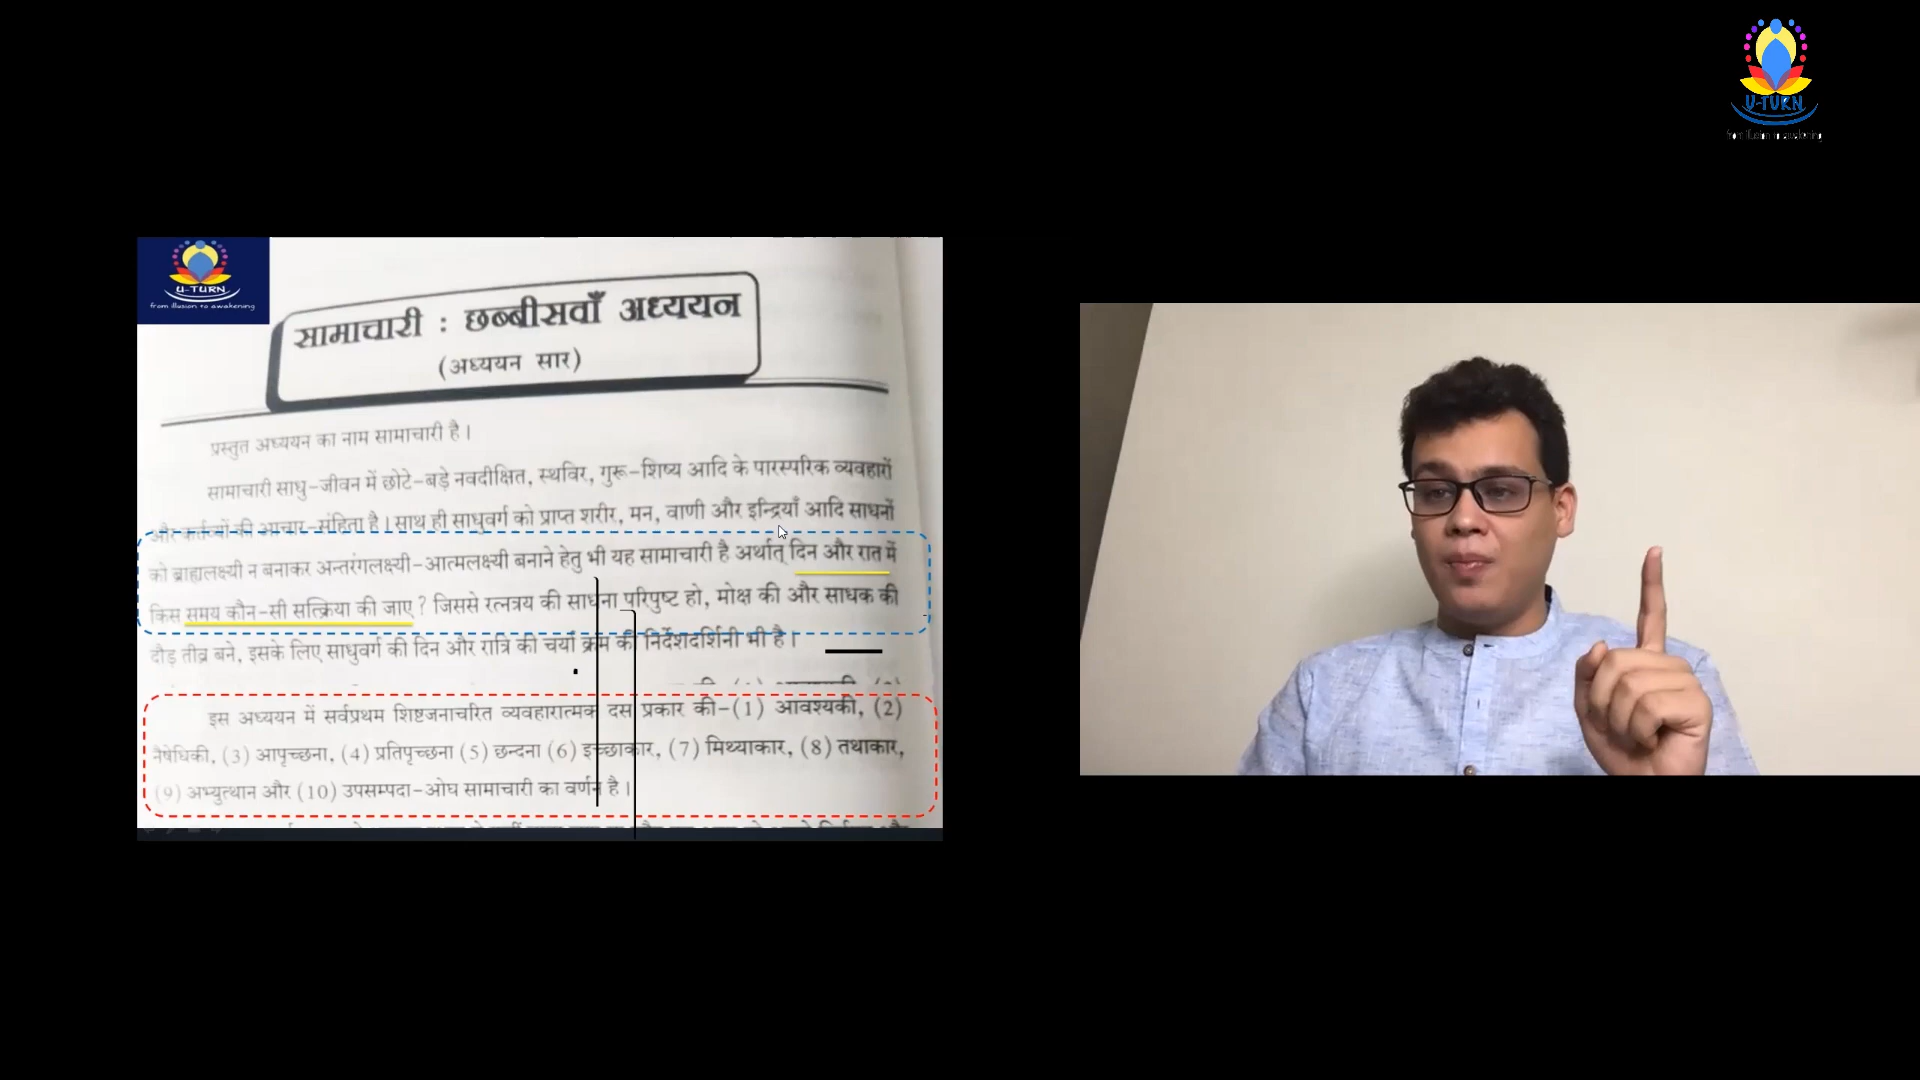 U-TURN
U-TURN
from illusion to awakening
सामाचारी : छब्बीसवाँ अध्ययन
(अध्ययन सार)
प्रस्तुत अध्ययन का नाम सामाचारी है।
सामाचारी साधु-जीवन में छोटे-बड़े नवदीक्षित, स्थविर, गुरू-शिष्य आदि के पारस्परिक व्यवहारों
और कर्तव्यों की आचार-संहिता है। साथ ही साधुवर्ग को प्राप्त शरीर, मन, वाणी और इन्द्रियाँ आदि साधनों
को ब्राह्यलक्ष्यी न बनाकर अन्तरंगलक्ष्यी-आत्मलक्ष्यी बनाने हेतु भी यह सामाचारी है अर्थात् दिन और रात में
किस समय कौन-सी सत्क्रिया की जाए? जिससे रत्नत्रय की साधना परिपुष्ट हो, मोक्ष की और साधक की
दौड़ तीव्र बने, इसके लिए साधुवर्ग की दिन और रात्रि की चर्या क्रम की निर्देशदर्शिनी भी है।
इस अध्ययन में सर्वप्रथम शिष्टजनाचरित व्यवहारात्मक दस प्रकार की-(1) आवश्यकी, (2)
नैषेधिकी, (3) आपृच्छना, (4) प्रतिपृच्छना (5) छन्दना (6) इच्छाकार, (7) मिथ्याकार, (8) तथाकार,
(9) अभ्युत्थान और (10) उपसम्पदा-ओघ सामाचारी का वर्णन है।